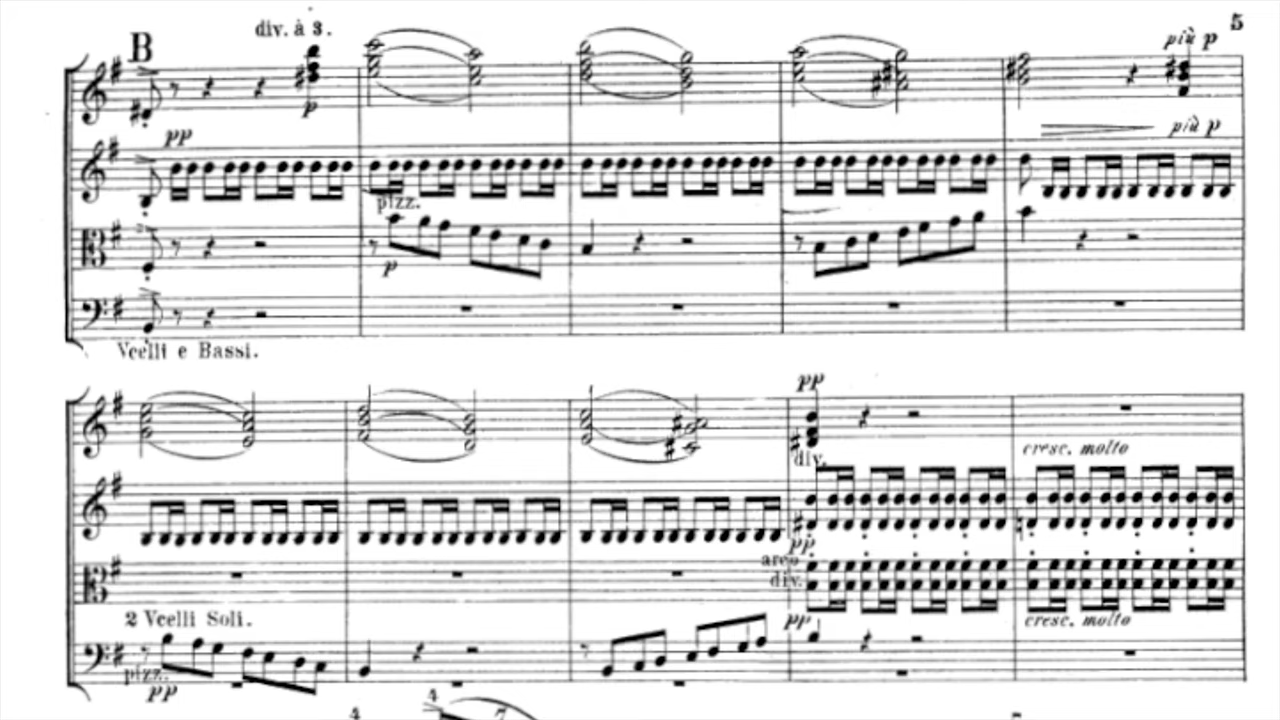 5
B div. à 3. più p
p
pp più p
pizz.
p
Vcelli e Bassi.
pp
div. cresc. molto
pp
arco
div.
2 Vcelli Soli. pp cresc. molto
pizz.
pp
4
4 7